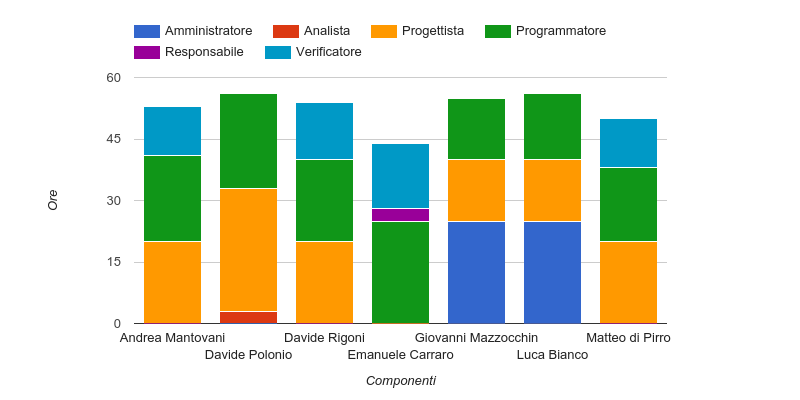 Amministratore Analista Progettista Programmatore
Responsabile Verificatore
60
45
30
15
0
Ore
Andrea Mantovani Davide Rigoni Giovanni Mazzocchin Matteo di Pirro
Davide Polonio Emanuele Carraro Luca Bianco
Componenti